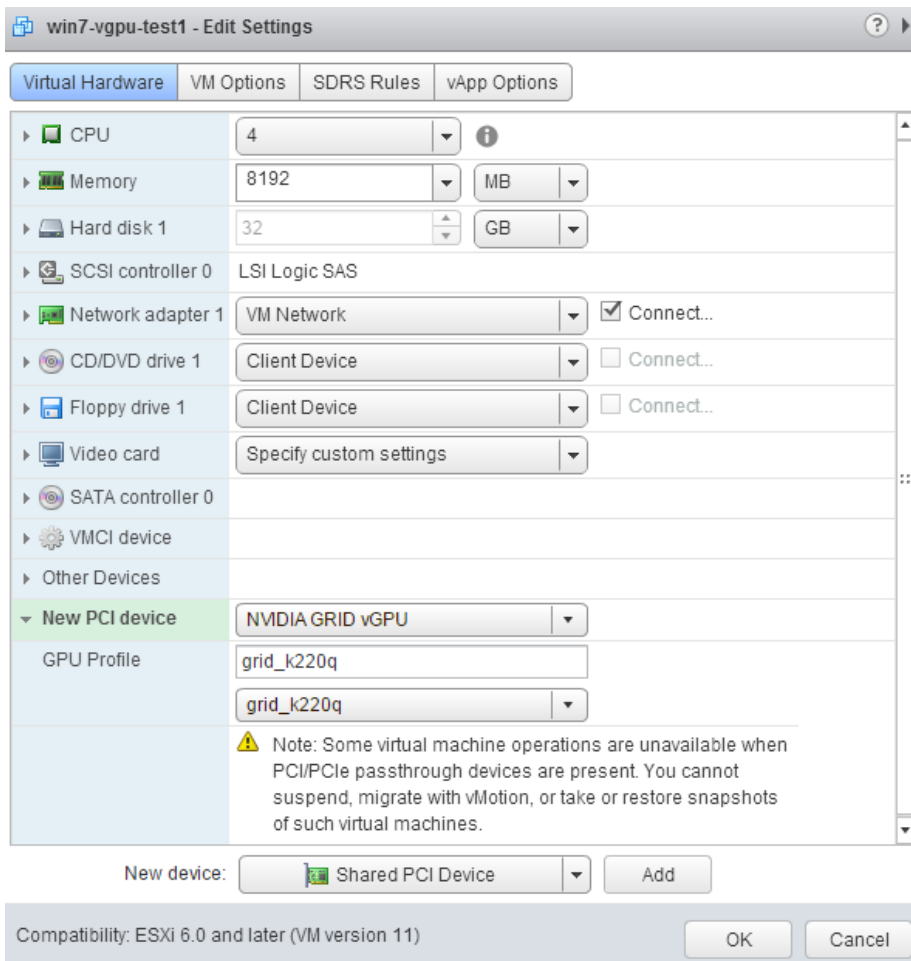 win7-vgpu-test1 - Edit Settings
?
Virtual Hardware VM Options SDRS Rules vApp Options
CPU 4
Memory 8192 MB
Hard disk 1 32 GB
SCSI controller 0 LSI Logic SAS
Network adapter 1 VM Network Connect...
CD/DVD drive 1 Client Device Connect...
Floppy drive 1 Client Device Connect...
Video card Specify custom settings
SATA controller 0
VMCI device
Other Devices
New PCI device NVIDIA GRID vGPU
GPU Profile grid_k220q
grid_k220q
Note: Some virtual machine operations are unavailable when
PCI/PCIe passthrough devices are present. You cannot
suspend, migrate with vMotion, or take or restore snapshots
of such virtual machines.
New device: Shared PCI Device Add
Compatibility: ESXi 6.0 and later (VM version 11) OK Cancel